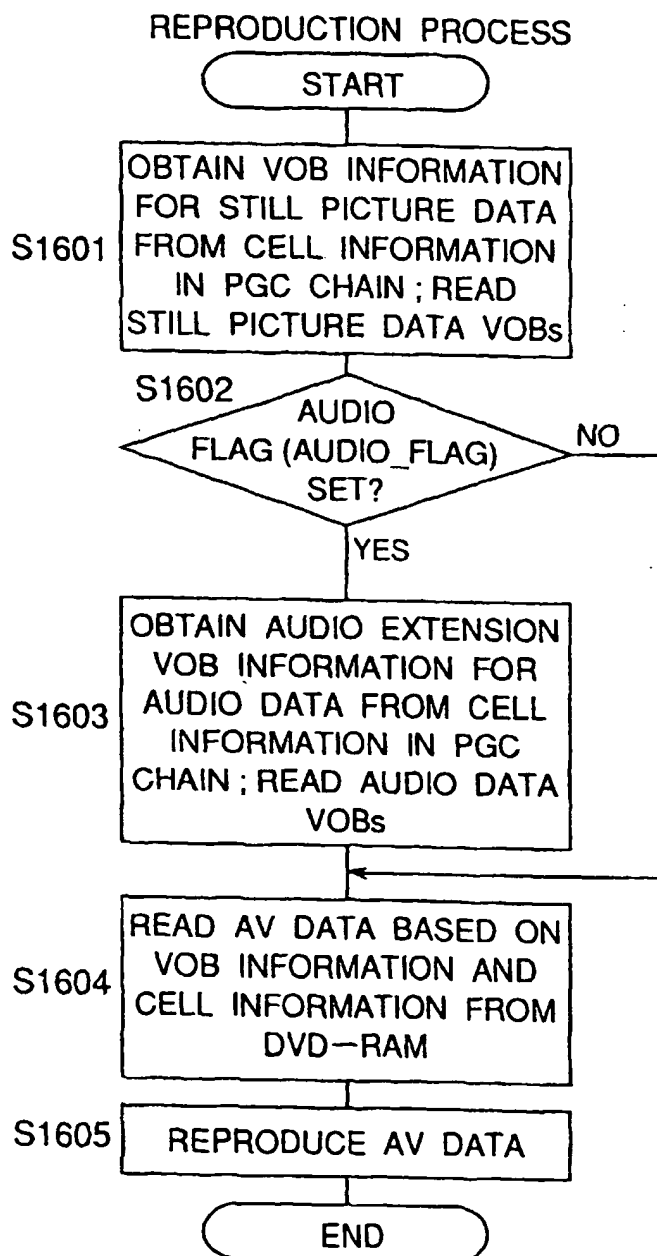 REPRODUCTION PROCESS
START
S1601
OBTAIN VOB INFORMATION
FOR STILL PICTURE DATA
FROM CELL INFORMATION
IN PGC CHAIN ; READ
STILL PICTURE DATA VOBs
S1602
AUDIO
FLAG (AUDIO_FLAG)
SET?
NO
YES
S1603
OBTAIN AUDIO EXTENSION
VOB INFORMATION FOR
AUDIO DATA FROM CELL
INFORMATION IN PGC
CHAIN ; READ AUDIO DATA
VOBs
S1604
READ AV DATA BASED ON
VOB INFORMATION AND
CELL INFORMATION FROM
DVD-RAM
S1605
REPRODUCE AV DATA
END